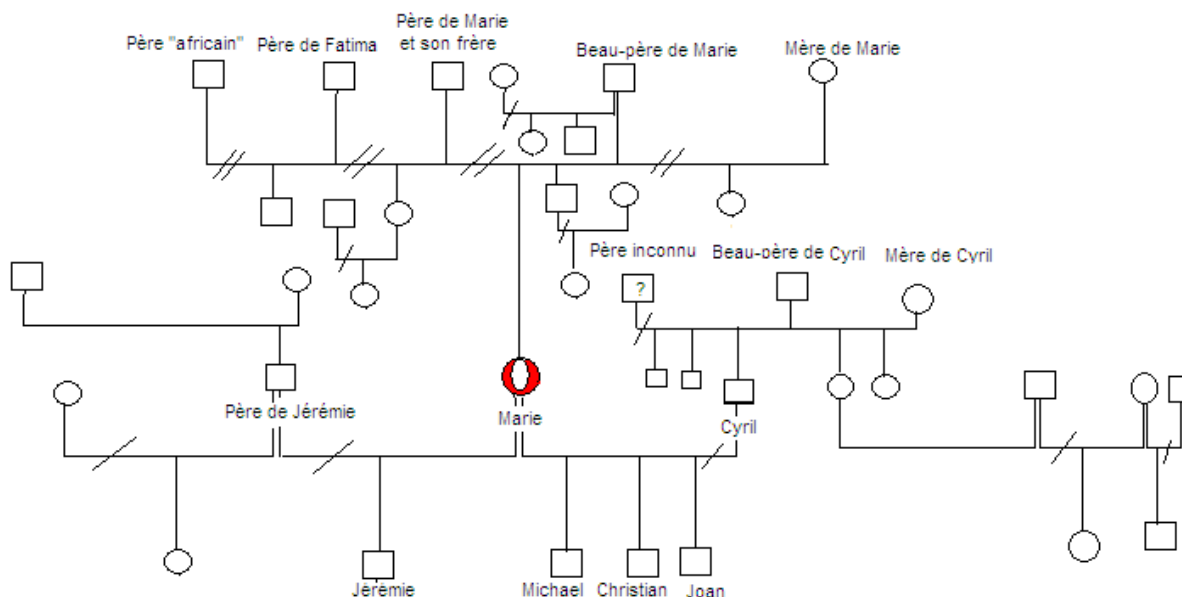 Père "africain"
Père de Fatima
Père de Marie
et son frère
Beau-père de Marie
Mère de Marie
Père inconnu
Beau-père de Cyril
Mère de Cyril
?
Père de Jérémie
Marie
Cyril
Jérémie
Michael
Christian
Joan